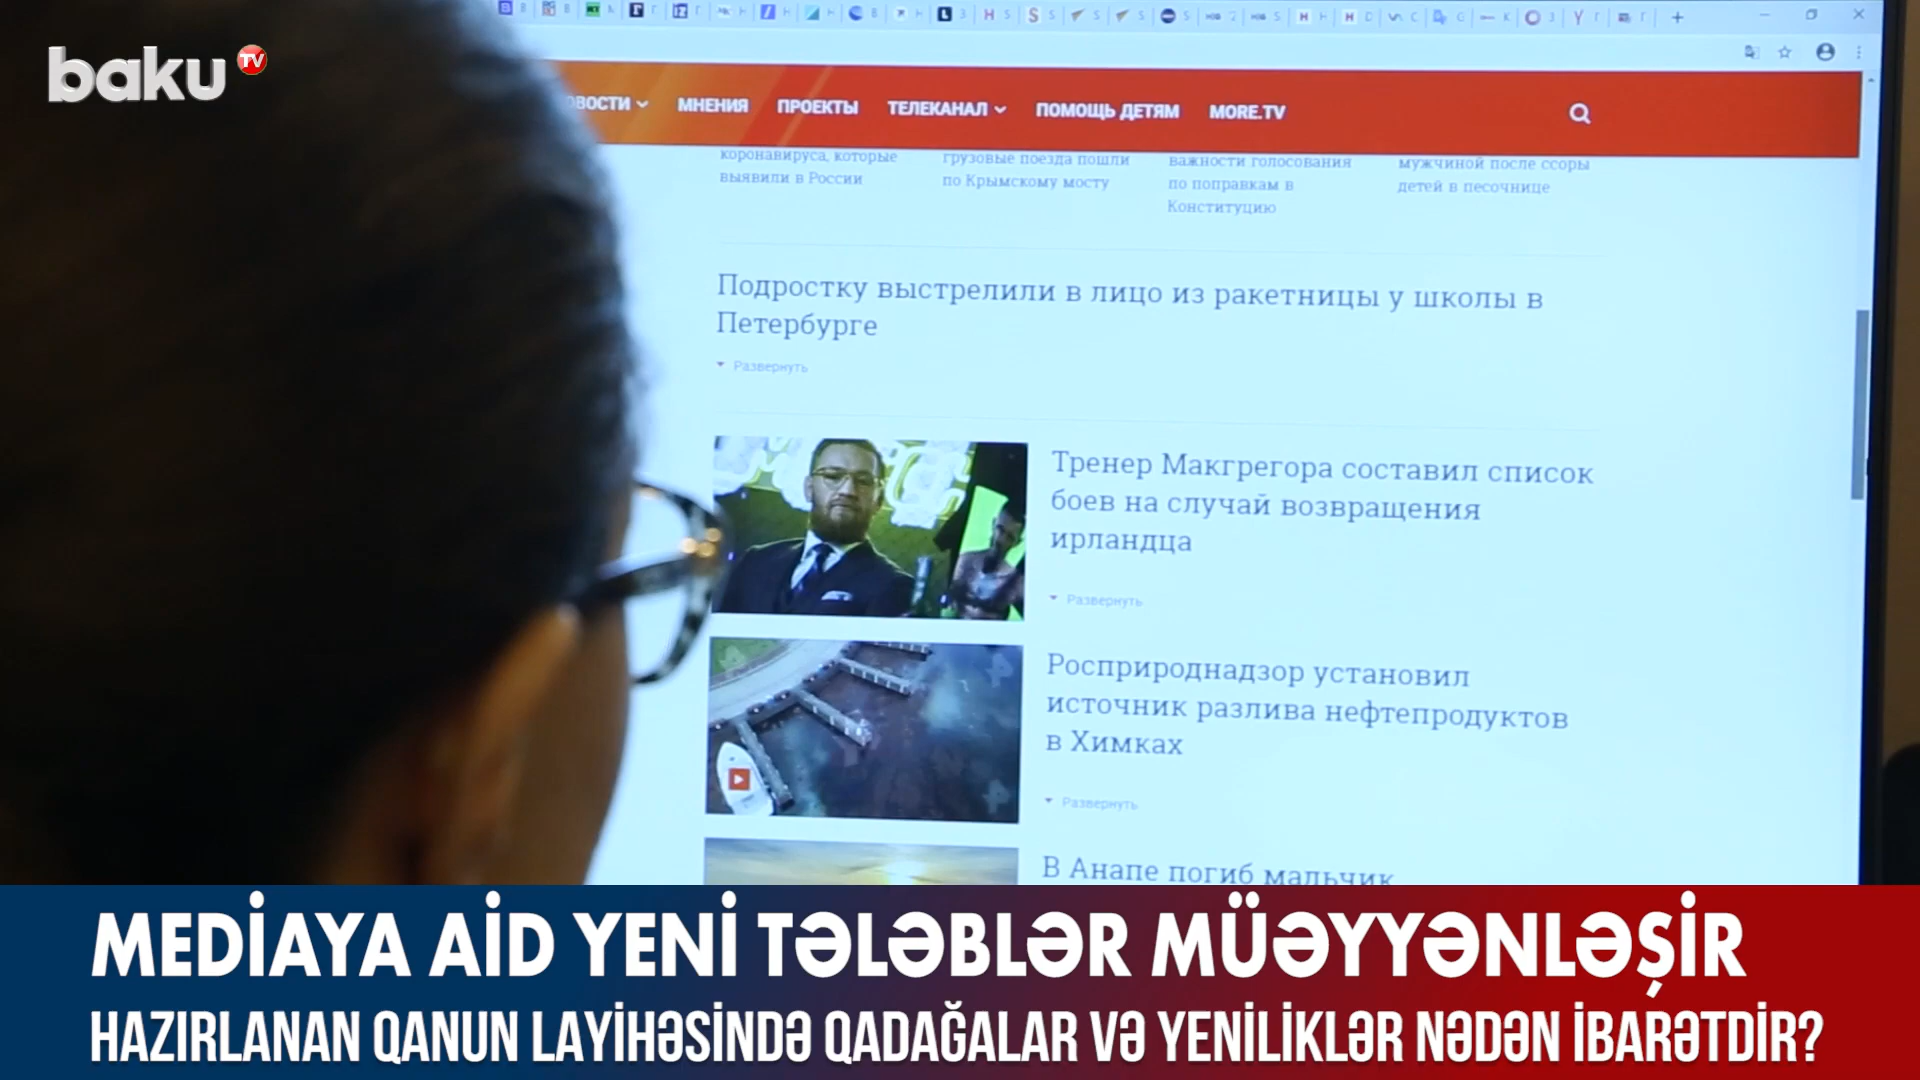 baku TV
НОВОСТИ МНЕНИЯ ПРОЕКТЫ ТЕЛЕКАНАЛ ПОМОЩЬ ДЕТЯМ MORE.TV
коронавируса, которые
выявили в России
грузовые поезда пошли
по Крымскому мосту
важности голосования
по поправкам в
Конституцию
мужчиной после ссоры
детей в песочнице
Подростку выстрелили в лицо из ракетницы у школы в
Петербурге
Развернуть
Тренер Макгрегора составил список
боев на случай возвращения
ирландца
Развернуть
Росприроднадзор установил
источник разлива нефтепродуктов
в Химках
Развернуть
В Анапе погиб мальчик
MEDİAYA AİD YENİ TƏLƏBLƏR MÜƏYYƏNLƏŞİR
HAZIRLANAN QANUN LAYİHƏSİNDƏ QADAĞALAR VƏ YENİLİKLƏR NƏDƏN İBARƏTDİR?